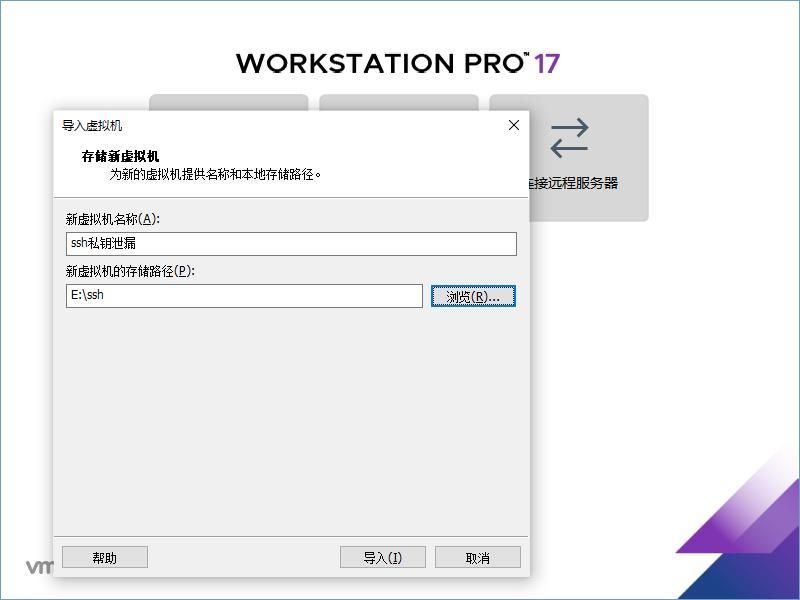 WORKSTATION PRO™ 17
导入虚拟机
存储新虚拟机
为新的虚拟机提供名称和本地存储路径。
连接远程服务器
新虚拟机名称(A):
ssh私钥泄漏
新虚拟机的存储路径(P):
E:\ssh
浏览(R)...
帮助
导入(I)
取消
vm